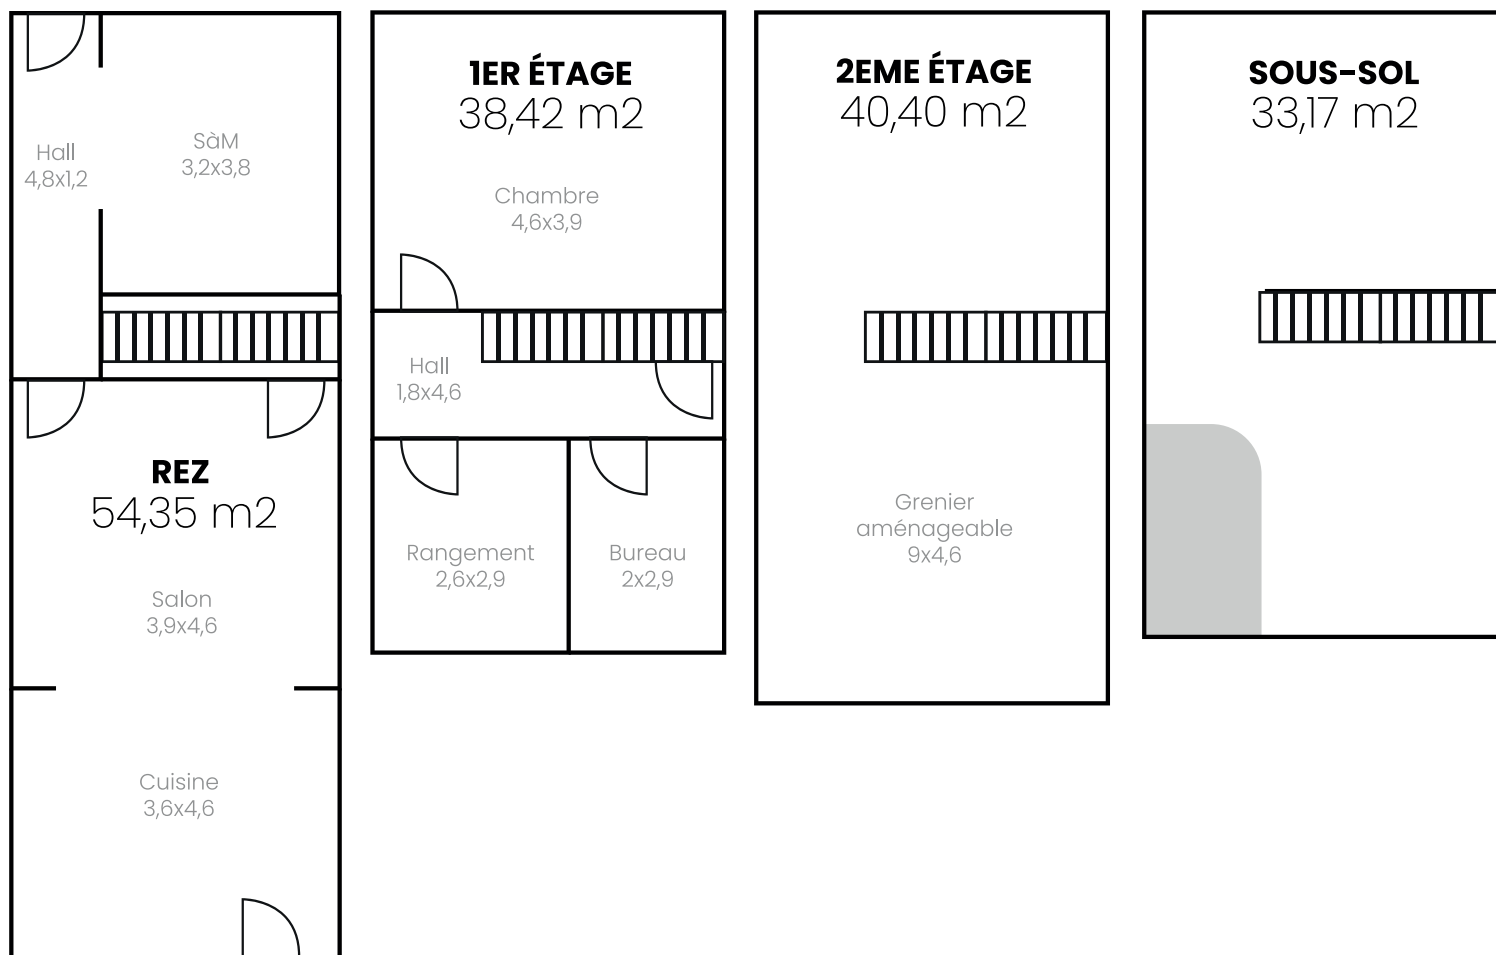 Hall
4,8x1,2
SàM
3,2x3,8
REZ
54,35 m2
Salon
3,9x4,6
Cuisine
3,6x4,6
1ER ÉTAGE
38,42 m2
Chambre
4,6x3,9
Hall
1,8x4,6
Rangement
2,6x2,9
Bureau
2x2,9
2EME ÉTAGE
40,40 m2
Grenier
aménageable
9x4,6
SOUS-SOL
33,17 m2